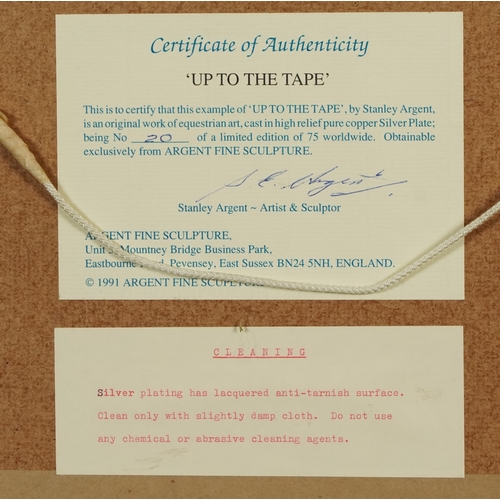 Certificate of Authenticity
‘UP TO THE TAPE’
This is to certify that this example of ‘UP TO THE TAPE’, by Stanley Argent,
is an original work of equestrian art, cast in high relief pure copper Silver Plate;
being No 20 of a limited edition of 75 worldwide. Obtainable
exclusively from ARGENT FINE SCULPTURE.
S. E. Argent
Stanley Argent ~ Artist & Sculptor
ARGENT FINE SCULPTURE,
Unit 5, Mountney Bridge Business Park,
Eastbourne Road, Pevensey, East Sussex BN24 5NH, ENGLAND.
© 1991 ARGENT FINE SCULPTURE
CLEANING
Silver plating has lacquered anti-tarnish surface.
Clean only with slightly damp cloth. Do not use
any chemical or abrasive cleaning agents.